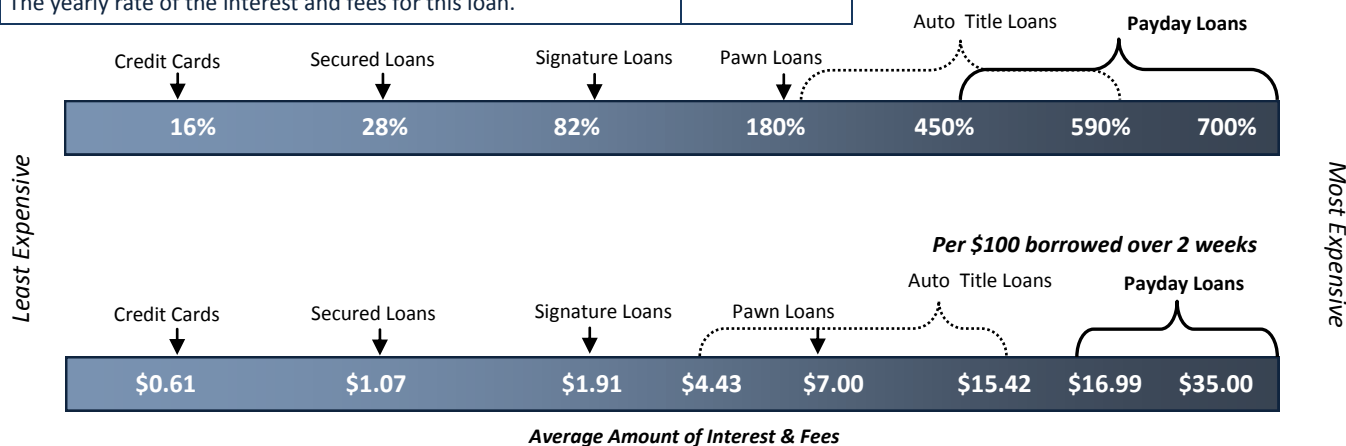 The yearly rate of the interest and fees for this loan.
Auto Title Loans Payday Loans
Credit Cards Secured Loans Signature Loans Pawn Loans
16% 28% 82% 180% 450% 590% 700%
Least Expensive
Most Expensive
Per $100 borrowed over 2 weeks
Auto Title Loans Payday Loans
Credit Cards Secured Loans Signature Loans Pawn Loans
$0.61 $1.07 $1.91 $4.43 $7.00 $15.42 $16.99 $35.00
Average Amount of Interest & Fees